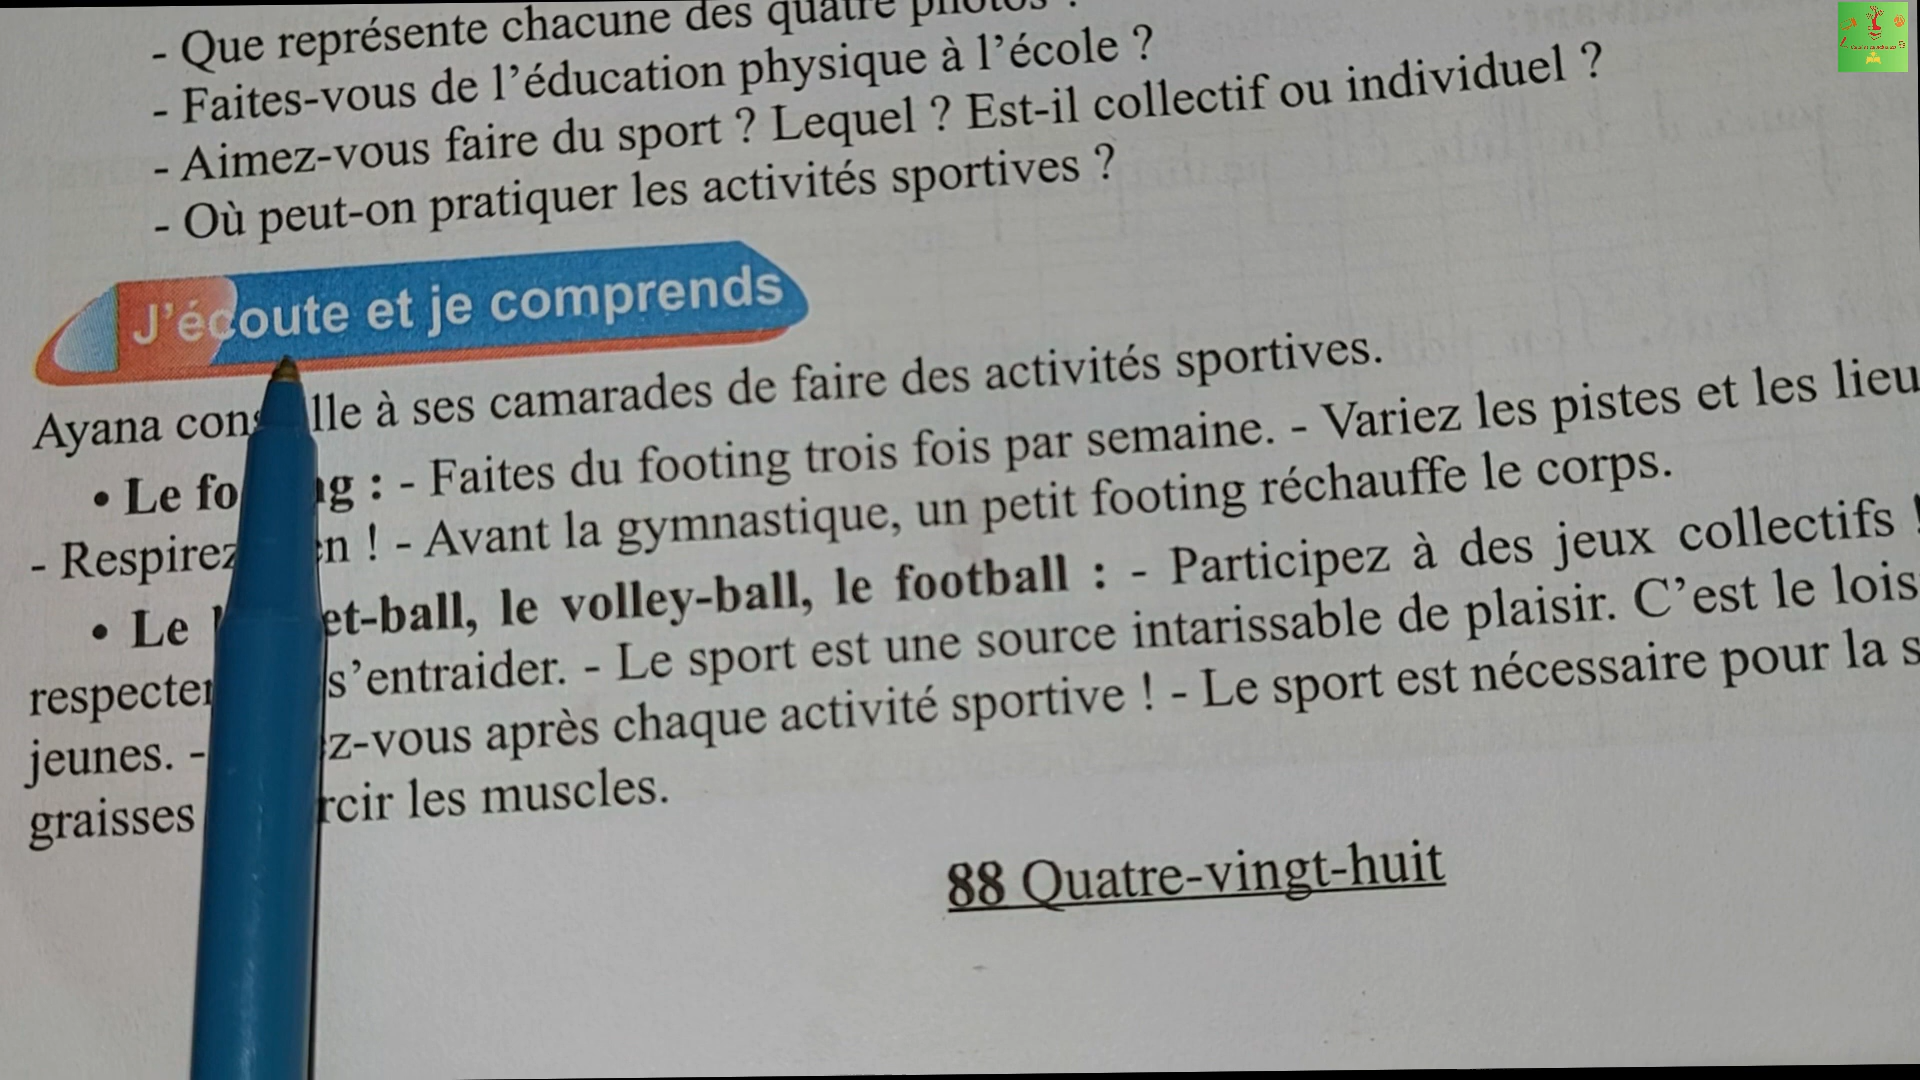 - Que représente chacune des quatre photos ?
- Faites-vous de l'éducation physique à l'école ?
- Aimez-vous faire du sport ? Lequel ? Est-il collectif ou individuel ?
- Où peut-on pratiquer les activités sportives ?
J'écoute et je comprends
Ayana con lle à ses camarades de faire des activités sportives.
• Le fo g : - Faites du footing trois fois par semaine. - Variez les pistes et les lieu
- Respirez n ! - Avant la gymnastique, un petit footing réchauffe le corps.
• Le et-ball, le volley-ball, le football : - Participez à des jeux collectifs !
respecter s'entraider. - Le sport est une source intarissable de plaisir. C'est le lois
jeunes. - z-vous après chaque activité sportive ! - Le sport est nécessaire pour la s
graisses rcir les muscles.
88 Quatre-vingt-huit